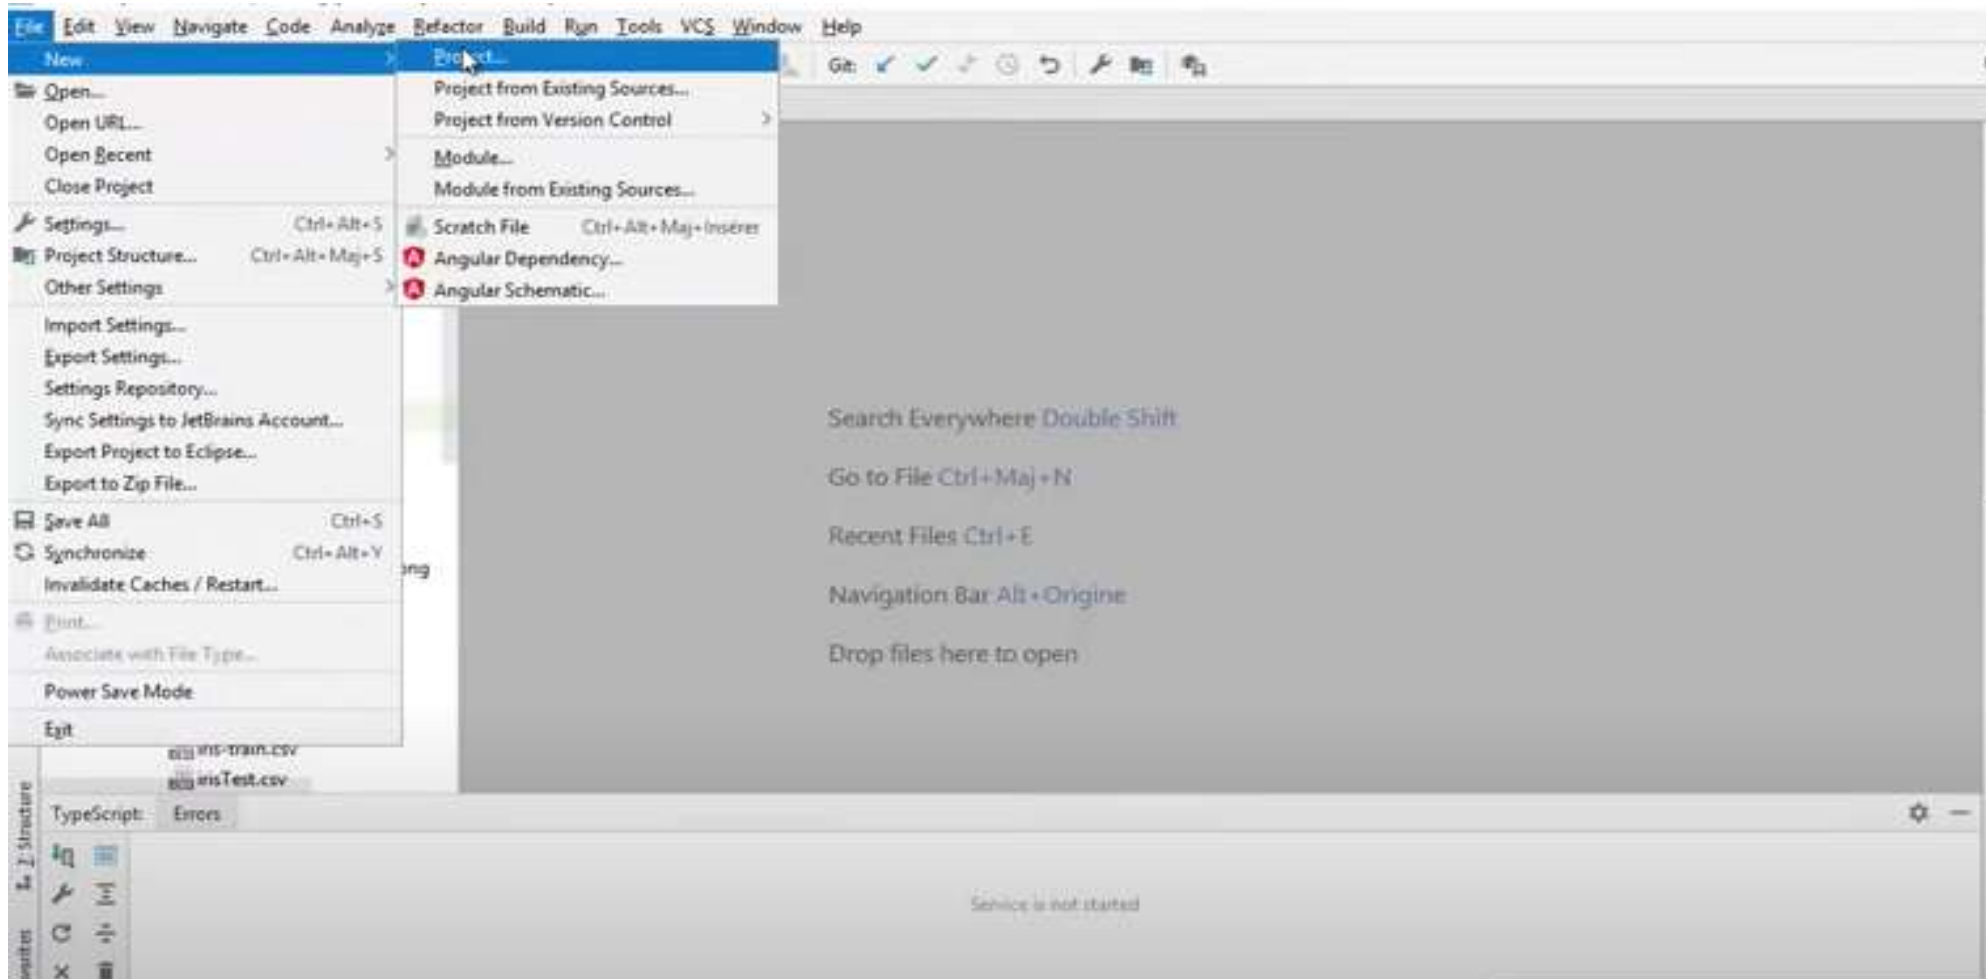 File Edit View Navigate Code Analyze Refactor Build Run Tools VCS Window Help
New
Open...
Open URL...
Open Recent
Close Project
Settings... Ctrl+Alt+S
Project Structure... Ctrl+Alt+Maj+S
Other Settings
Import Settings...
Export Settings...
Settings Repository...
Sync Settings to JetBrains Account...
Export Project to Eclipse...
Export to Zip File...
Save All Ctrl+S
Synchronize Ctrl+Alt+Y
Invalidate Caches / Restart...
Print...
Associate with File Type...
Power Save Mode
Exit
Project...
Project from Existing Sources...
Project from Version Control
Module...
Module from Existing Sources...
Scratch File Ctrl+Alt+Maj+Insérer
Angular Dependency...
Angular Schematic...
Git:
Search Everywhere Double Shift
Go to File Ctrl+Maj+N
Recent Files Ctrl+E
Navigation Bar Alt+Origine
Drop files here to open
iris-train.csv
irisTest.csv
Z: Structure
TypeScript: Errors
Service is not started